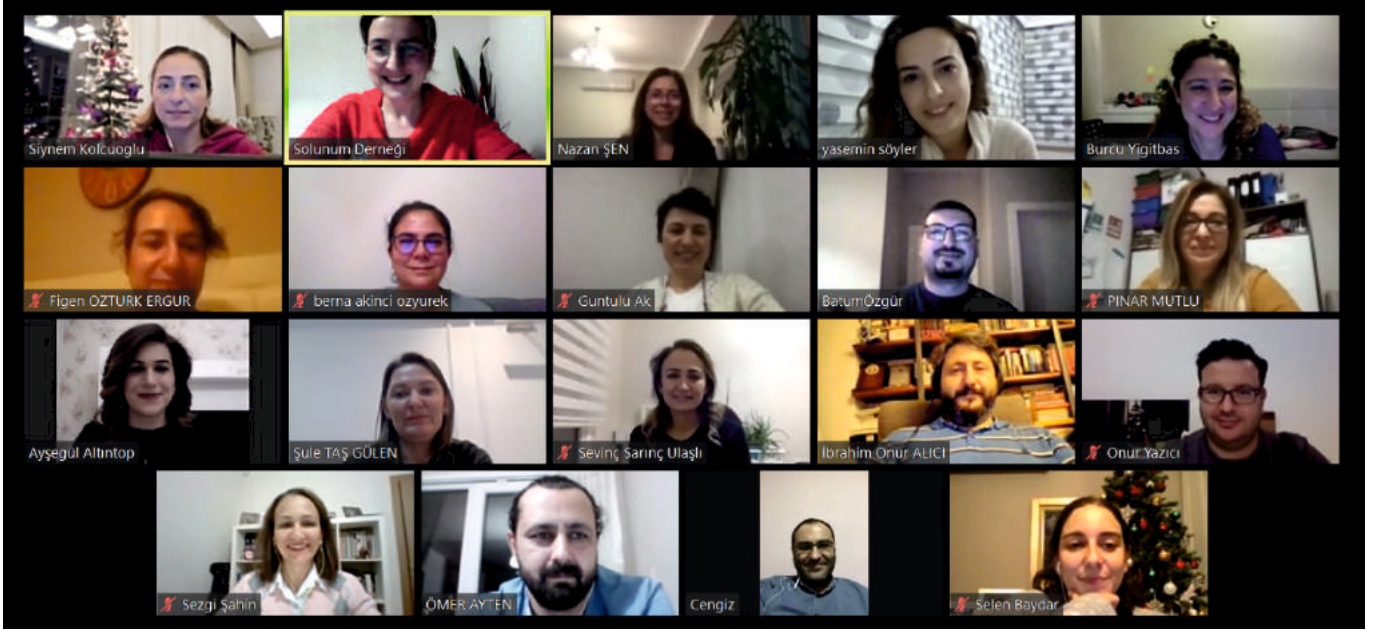 Siynem Kolcuoglu
Solunum Derneği
Nazan ŞEN
yasemin söyler
Burcu Yigitbas
Figen OZTURK ERGUR
berna akinci ozyurek
Guntulu Ak
BatumÖzgür
PINAR MUTLU
Ayşegül Altıntop
Şule TAŞ GÜLEN
Sevinç Sarınç Ulaşlı
İbrahim Onur ALICI
Onur Yazıcı
Sezgi Şahin
ÖMER AYTEN
Cengiz
Selen Baydar